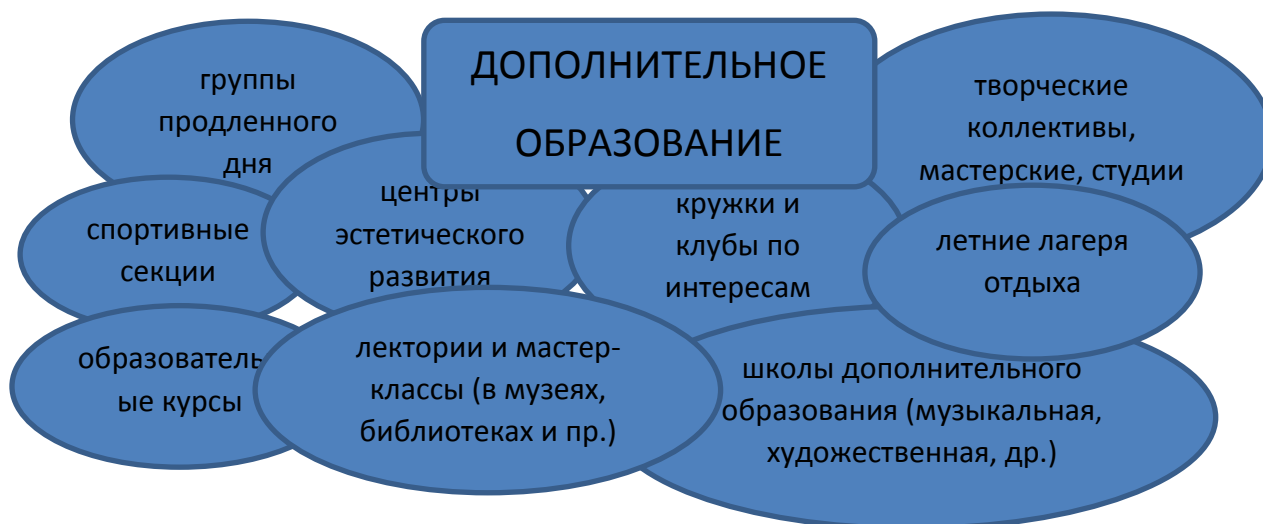 ДОПОЛНИТЕЛЬНОЕ
ОБРАЗОВАНИЕ
группы
продленного
дня
творческие
коллективы,
мастерские, студии
центры
эстетического
развития
кружки и
клубы по
интересам
спортивные
секции
летние лагеря
отдыха
образователь
ые курсы
лектории и мастер-
классы (в музеях,
библиотеках и пр.)
школы дополнительного
образования (музыкальная,
художественная, др.)